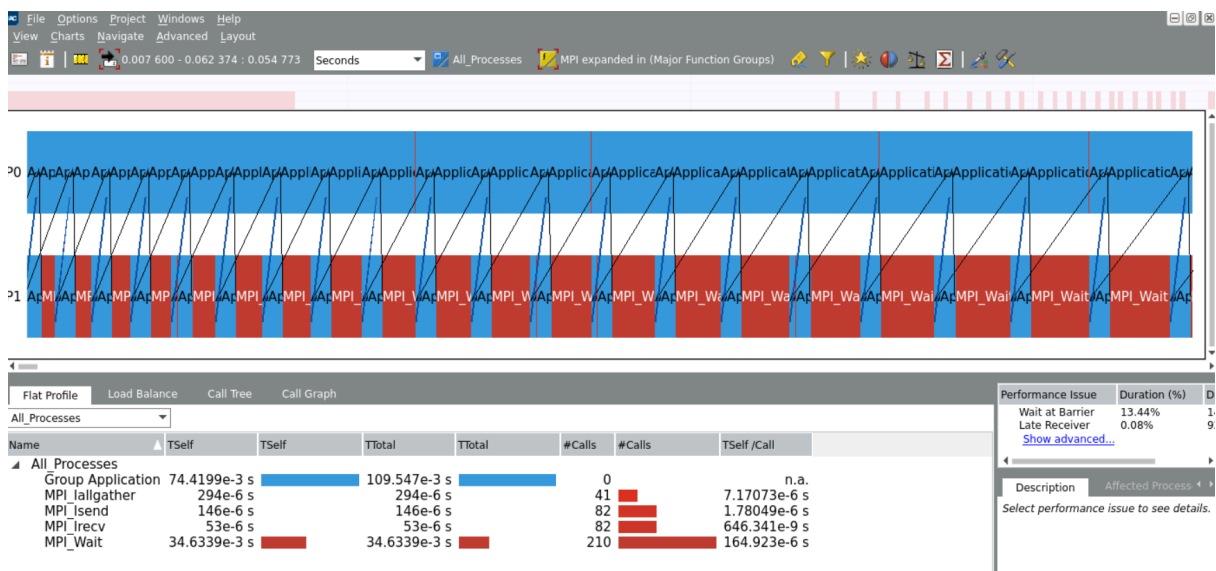 File Options Project Windows Help
View Charts Navigate Advanced Layout
0.007 600 - 0.062 374 : 0.054 773 Seconds All_Processes MPI expanded in (Major Function Groups)
P0 ApApApApApApAppApAppApApplApAppliApAppliApAppliApAppliApApplicApApplicaApApplicaApApplicatApApplicatApApplicatiApApplicatiApApplicatioApApplicaticAp
P1 ApMApMFApMPApMPApMPIApMPIApMPI_ApMPI_ApMPI_ApMPI_VApMPI_WApMPI_WApMPI_WaApMPI_WaApMPI_WaApMPI_WaiApMPI_WaiApMPI_WaitApMPI_WaitAp
Flat Profile Load Balance Call Tree Call Graph
All_Processes
Name TSelf TSelf TTotal TTotal #Calls #Calls TSelf /Call
All_Processes
Group Application 74.4199e-3 s 109.547e-3 s 0 n.a.
MPI_Iallgather 294e-6 s 294e-6 s 41 7.17073e-6 s
MPI_Isend 146e-6 s 146e-6 s 82 1.78049e-6 s
MPI_Irecv 53e-6 s 53e-6 s 82 646.341e-9 s
MPI_Wait 34.6339e-3 s 34.6339e-3 s 210 164.923e-6 s
Performance Issue Duration (%) D
Wait at Barrier 13.44% 1
Late Receiver 0.08% 9
Show advanced...
Description Affected Process
Select performance issue to see details.